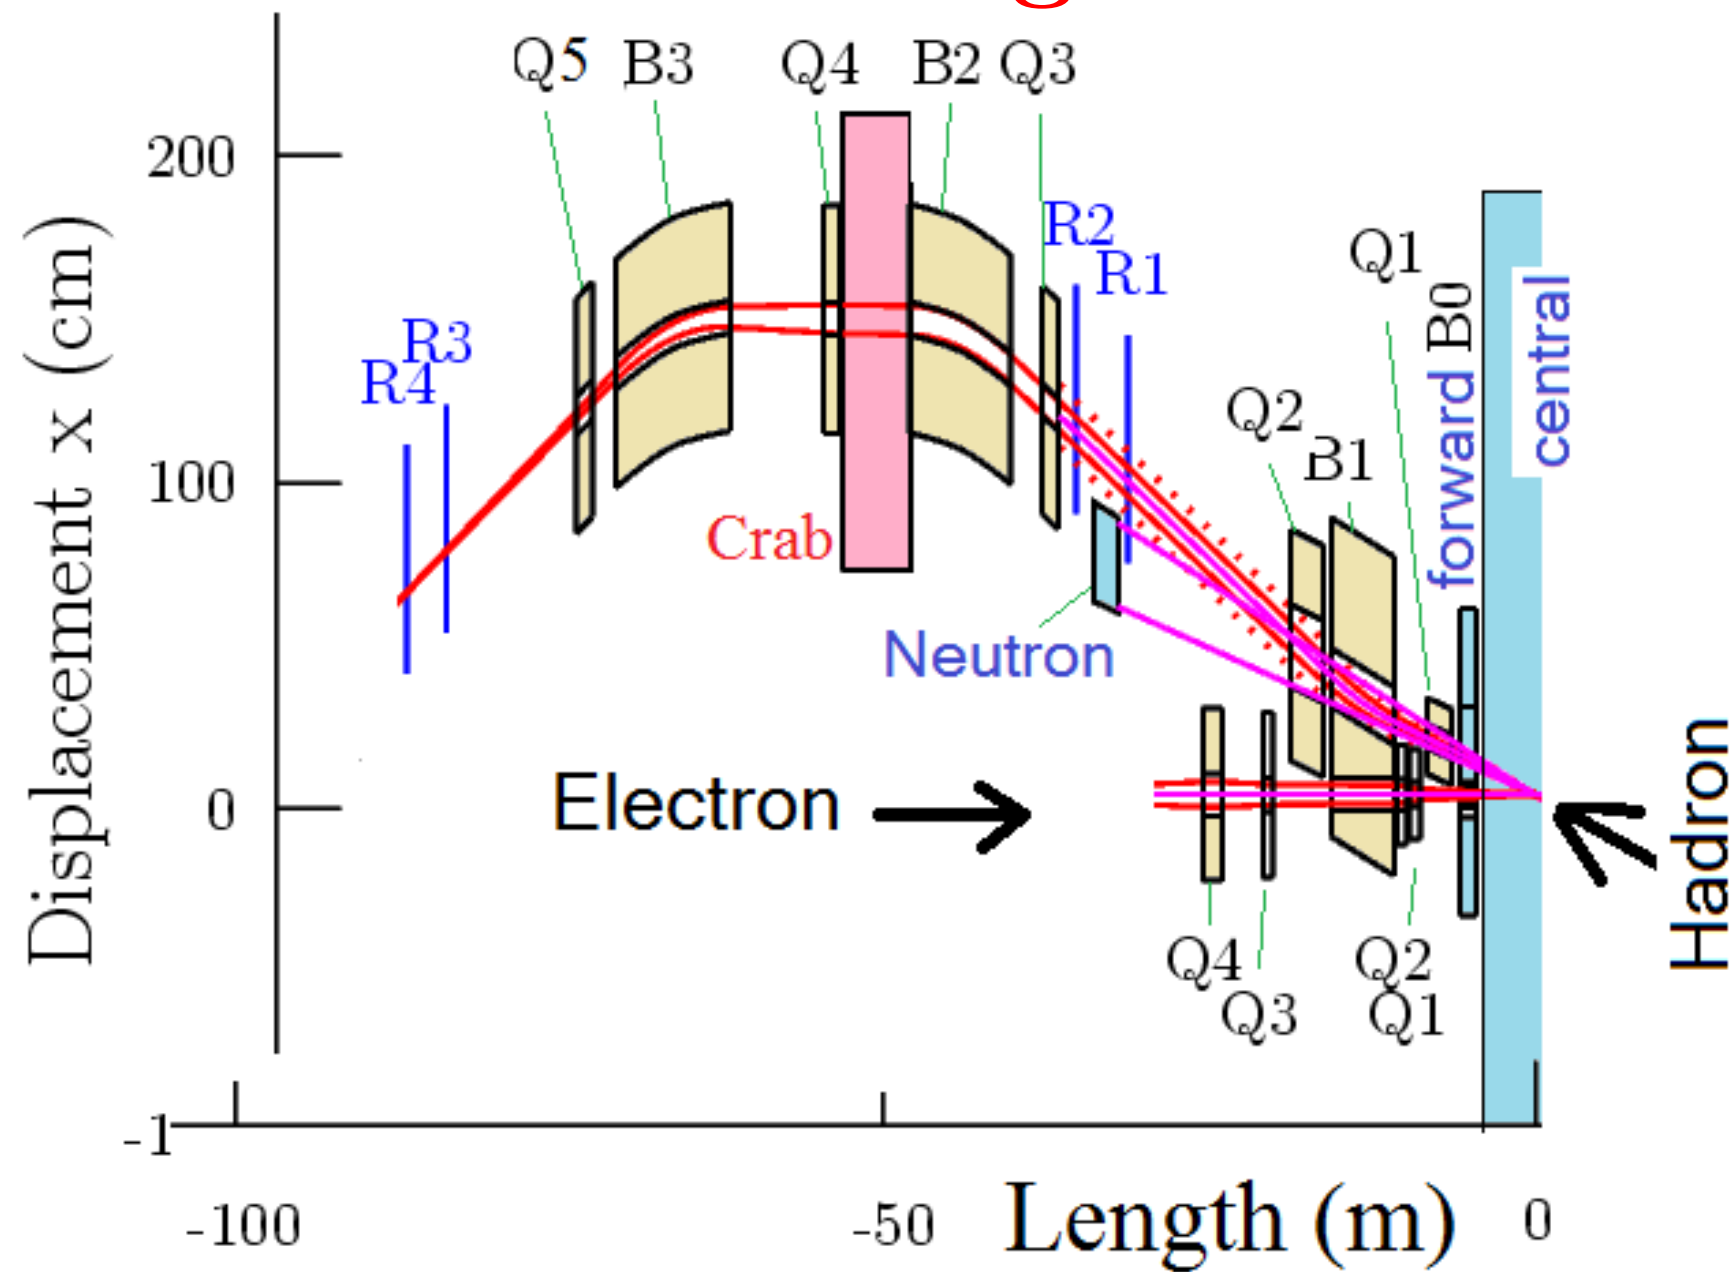 Q5 B3 Q4 B2 Q3
200
R2
R1
Q1
B0
forward
central
R3
R4
Q2
B1
100
Crab
Neutron
Displacement x (cm)
Electron
0
Hadron
Q4
Q3
Q2
Q1
-1
-100
-50
Length (m)
0